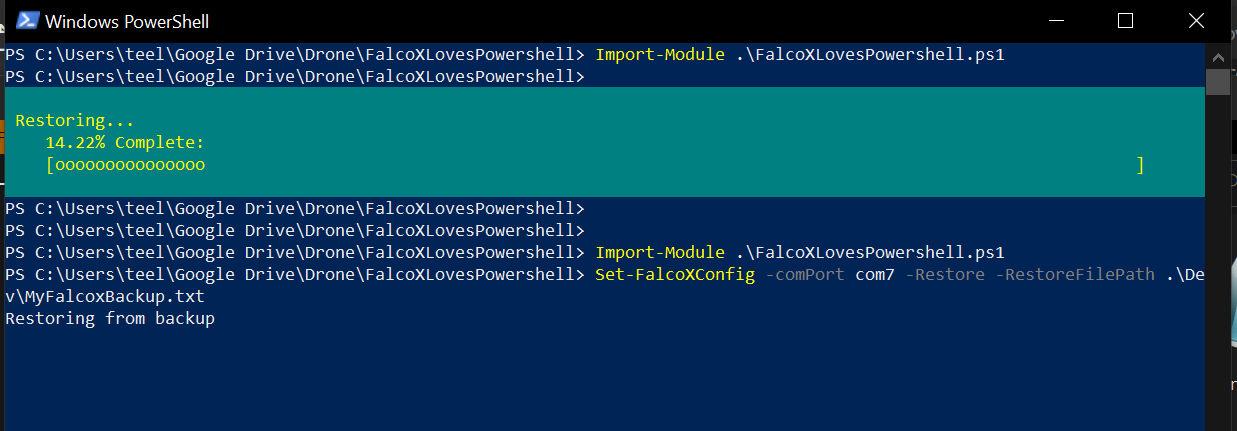 Windows PowerShell
PS C:\Users\teel\Google Drive\Drone\FalcoXLovesPowershell> Import-Module .\FalcoXLovesPowershell.ps1
PS C:\Users\teel\Google Drive\Drone\FalcoXLovesPowershell>
Restoring...
14.22% Complete:
[ooooooooooooooo ]
PS C:\Users\teel\Google Drive\Drone\FalcoXLovesPowershell>
PS C:\Users\teel\Google Drive\Drone\FalcoXLovesPowershell>
PS C:\Users\teel\Google Drive\Drone\FalcoXLovesPowershell> Import-Module .\FalcoXLovesPowershell.ps1
PS C:\Users\teel\Google Drive\Drone\FalcoXLovesPowershell> Set-FalcoXConfig -comPort com7 -Restore -RestoreFilePath .\De
v\MyFalcoxBackup.txt
Restoring from backup